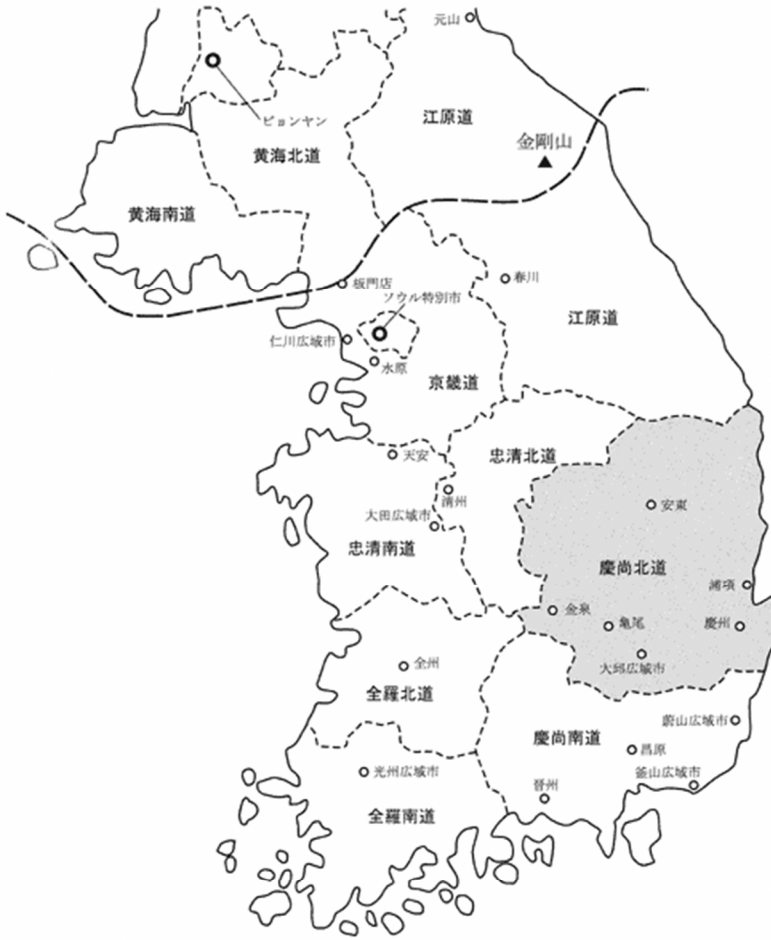 元山
ピョンヤン
江原道
金剛山
黄海北道
黄海南道
板門店
春川
ソウル特別市
江原道
仁川広域市
水原
京畿道
天安
忠清北道
清州
安東
大田広域市
忠清南道
慶尚北道
浦項
金泉
亀尾
慶州
全州
大邱広域市
全羅北道
蔚山広域市
慶尚南道
昌原
光州広域市
釜山広域市
晉州
全羅南道